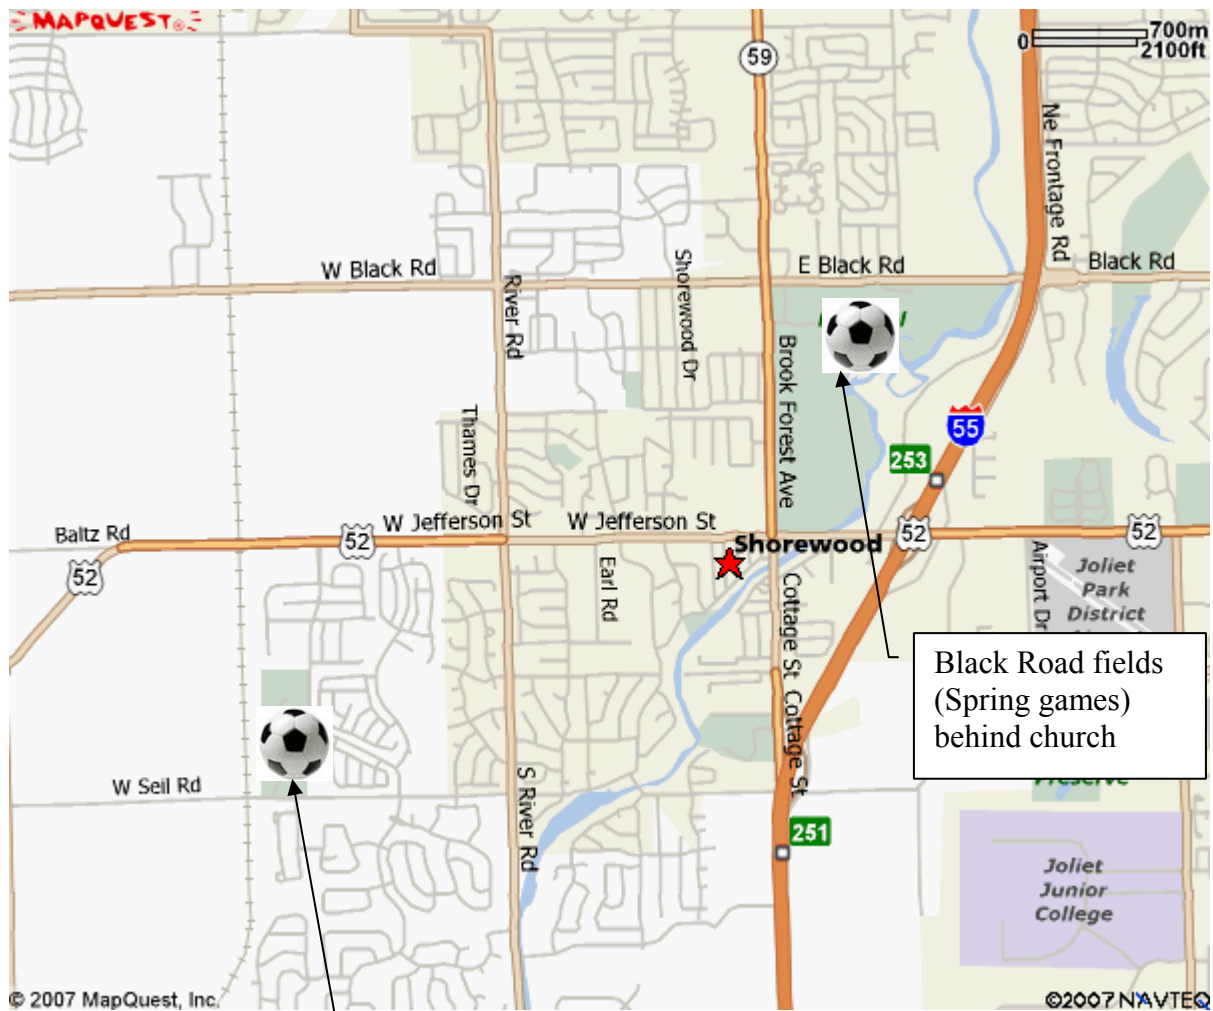 MAPQUEST
59
0
700m
2100ft
Ne Frontage Rd
W Black Rd
E Black Rd
Black Rd
River Rd
Shorewood Dr
Brook Forest Ave
55
253
Thames Dr
W Jefferson St
W Jefferson St
Baltz Rd
52
52
52
52
Shorewood
Earl Rd
Cottage St
Cottage St
Airport Dr
Joliet
Park
District
Black Road fields
(Spring games)
behind church
Preserve
W Seil Rd
S River Rd
251
Joliet
Junior
College
© 2007 MapQuest, Inc.
©2007 NAVTEQ